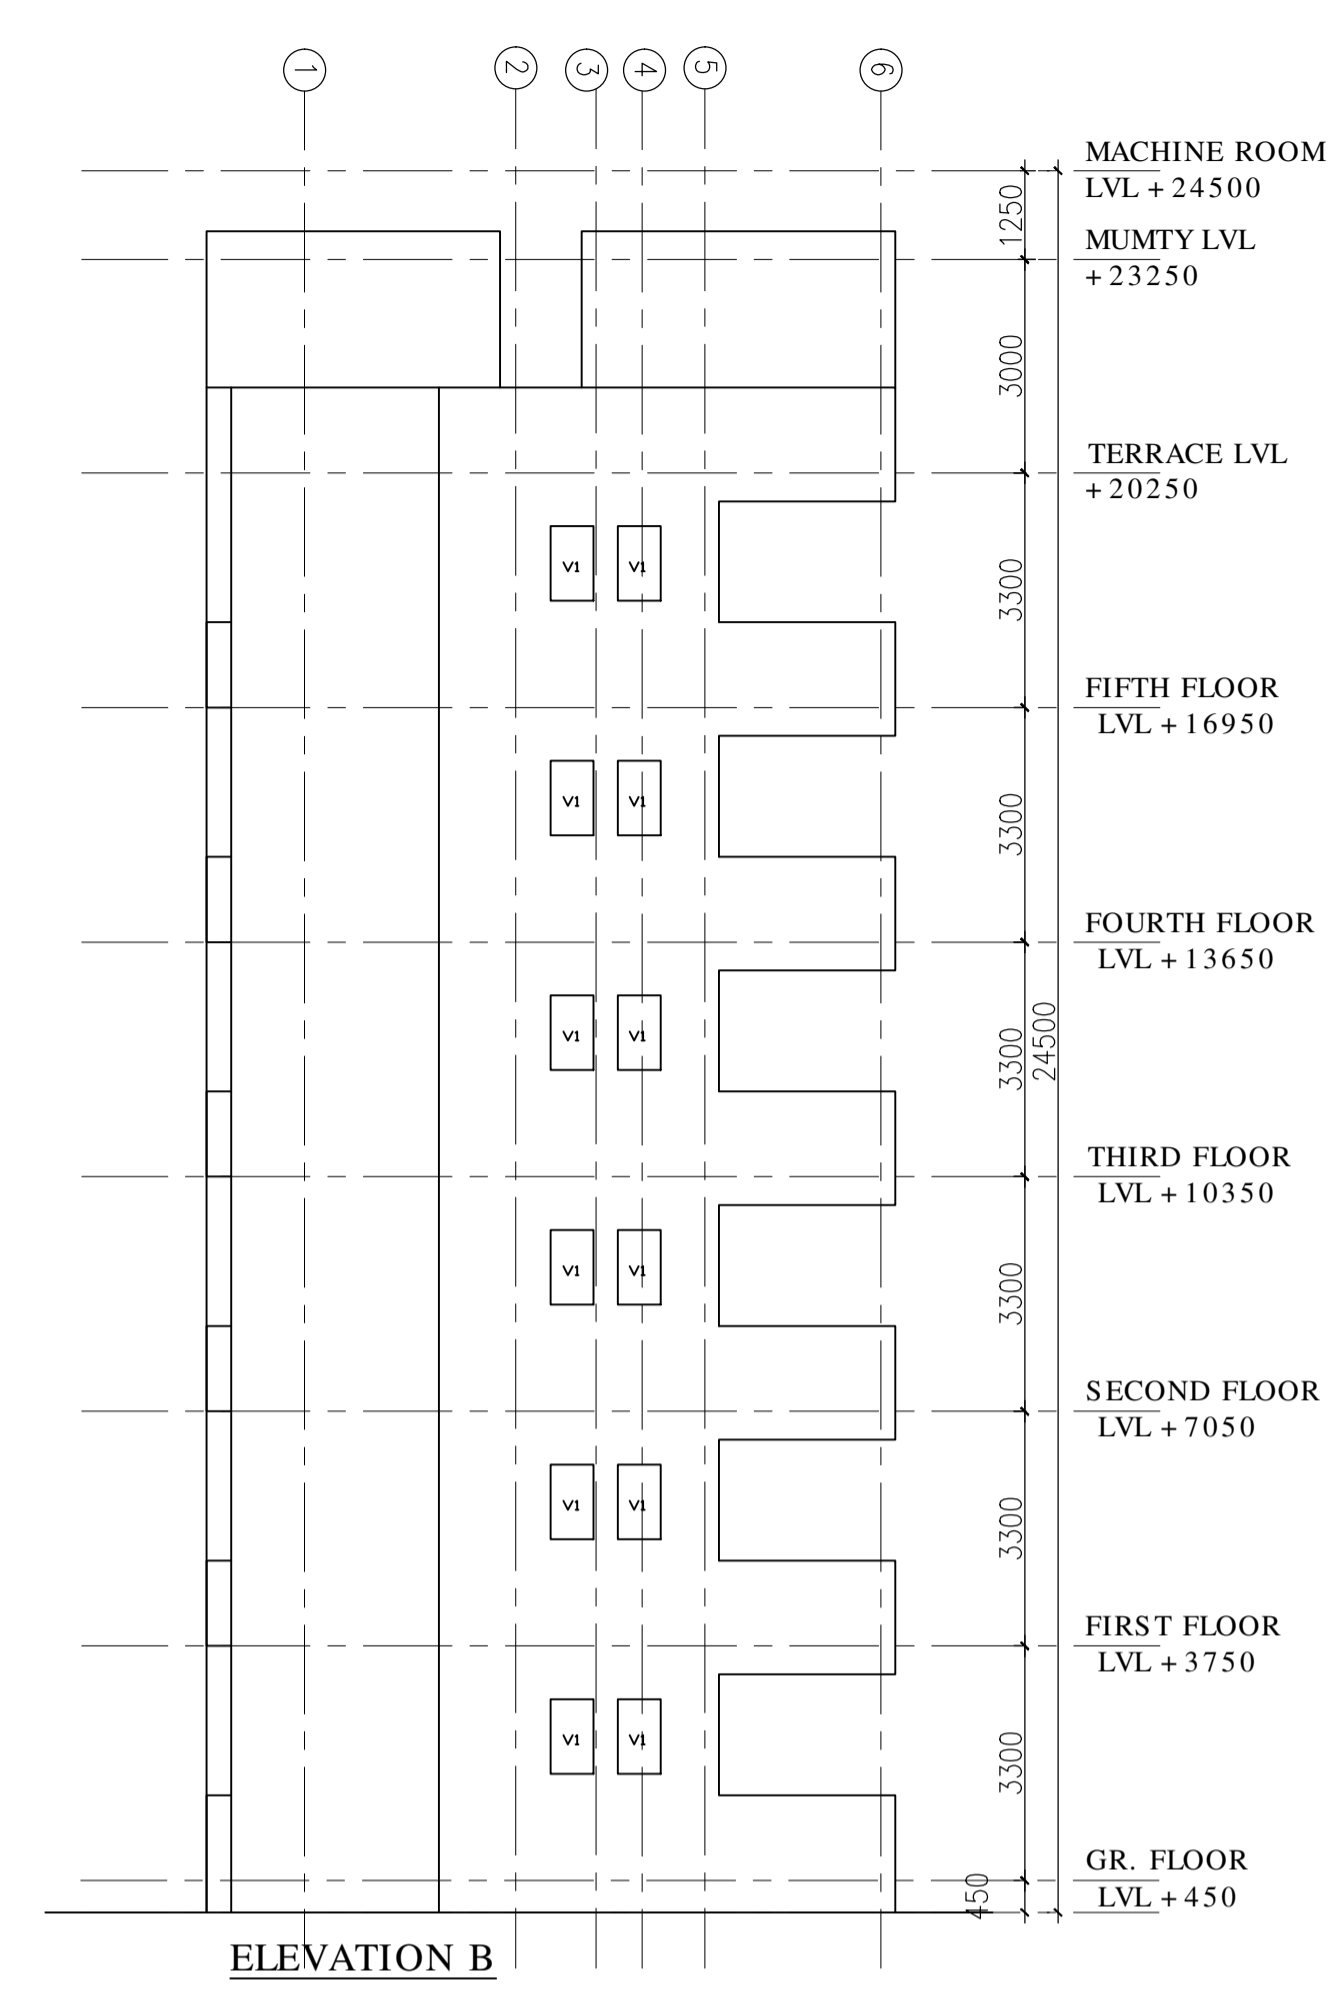 1
2
3
4
5
6
MACHINE ROOM
LVL + 24500
1250
MUMTY LVL
+ 23250
3000
TERRACE LVL
+ 20250
V1 V1
3300
FIFTH FLOOR
LVL + 16950
V1 V1
3300
FOURTH FLOOR
LVL + 13650
V1 V1
3300
24500
THIRD FLOOR
LVL + 10350
V1 V1
3300
SECOND FLOOR
LVL + 7050
V1 V1
3300
FIRST FLOOR
LVL + 3750
V1 V1
3300
GR. FLOOR
LVL + 450
450
ELEVATION B